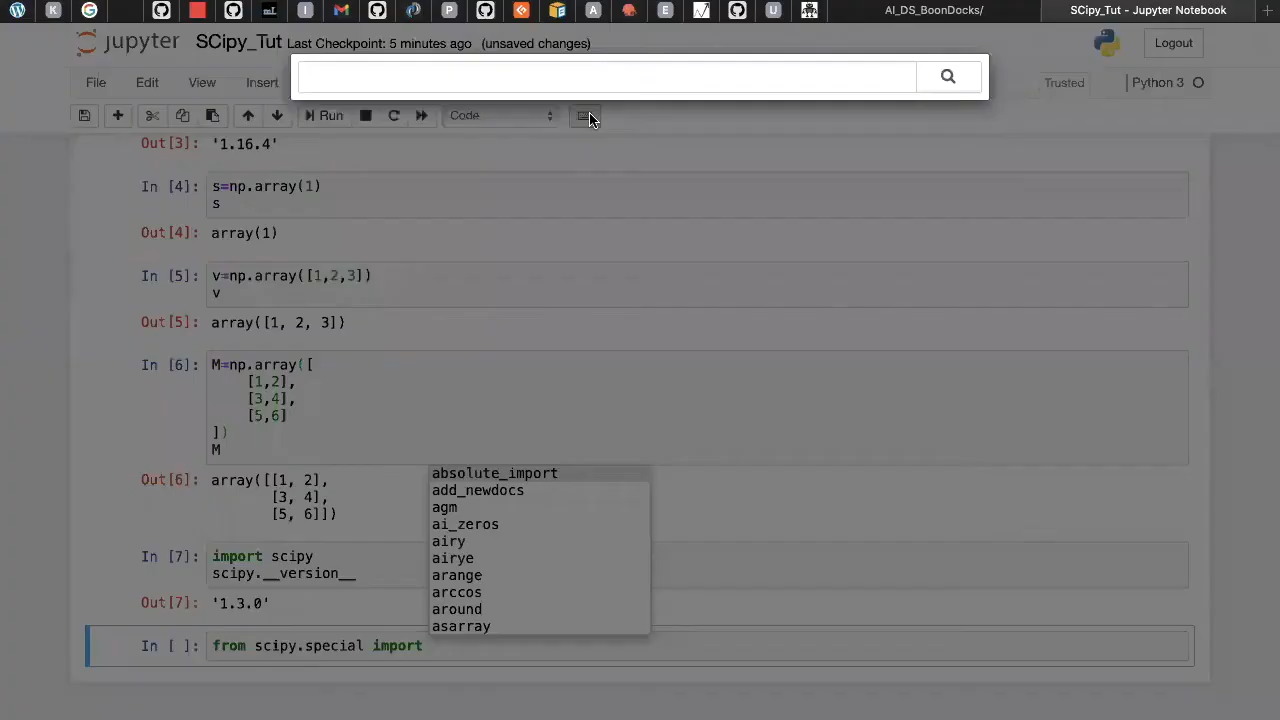 AI_DS_BoonDocks/
SCipy_Tut - Jupyter Notebook
jupyter SCipy_Tut Last Checkpoint: 5 minutes ago (unsaved changes)
Logout
File Edit View Insert
Trusted Python 3
Run Code
Out[3]: '1.16.4'
In [4]: s=np.array(1)
s
Out[4]: array(1)
In [5]: v=np.array([1,2,3])
v
Out[5]: array([1, 2, 3])
In [6]: M=np.array([
[1,2],
[3,4],
[5,6]
])
M
Out[6]: array([[1, 2],
[3, 4],
[5, 6]])
In [7]: import scipy
scipy.__version__
Out[7]: '1.3.0'
In [ ]: from scipy.special import
absolute_import
add_newdocs
agm
ai_zeros
airy
airye
arange
arccos
around
asarray